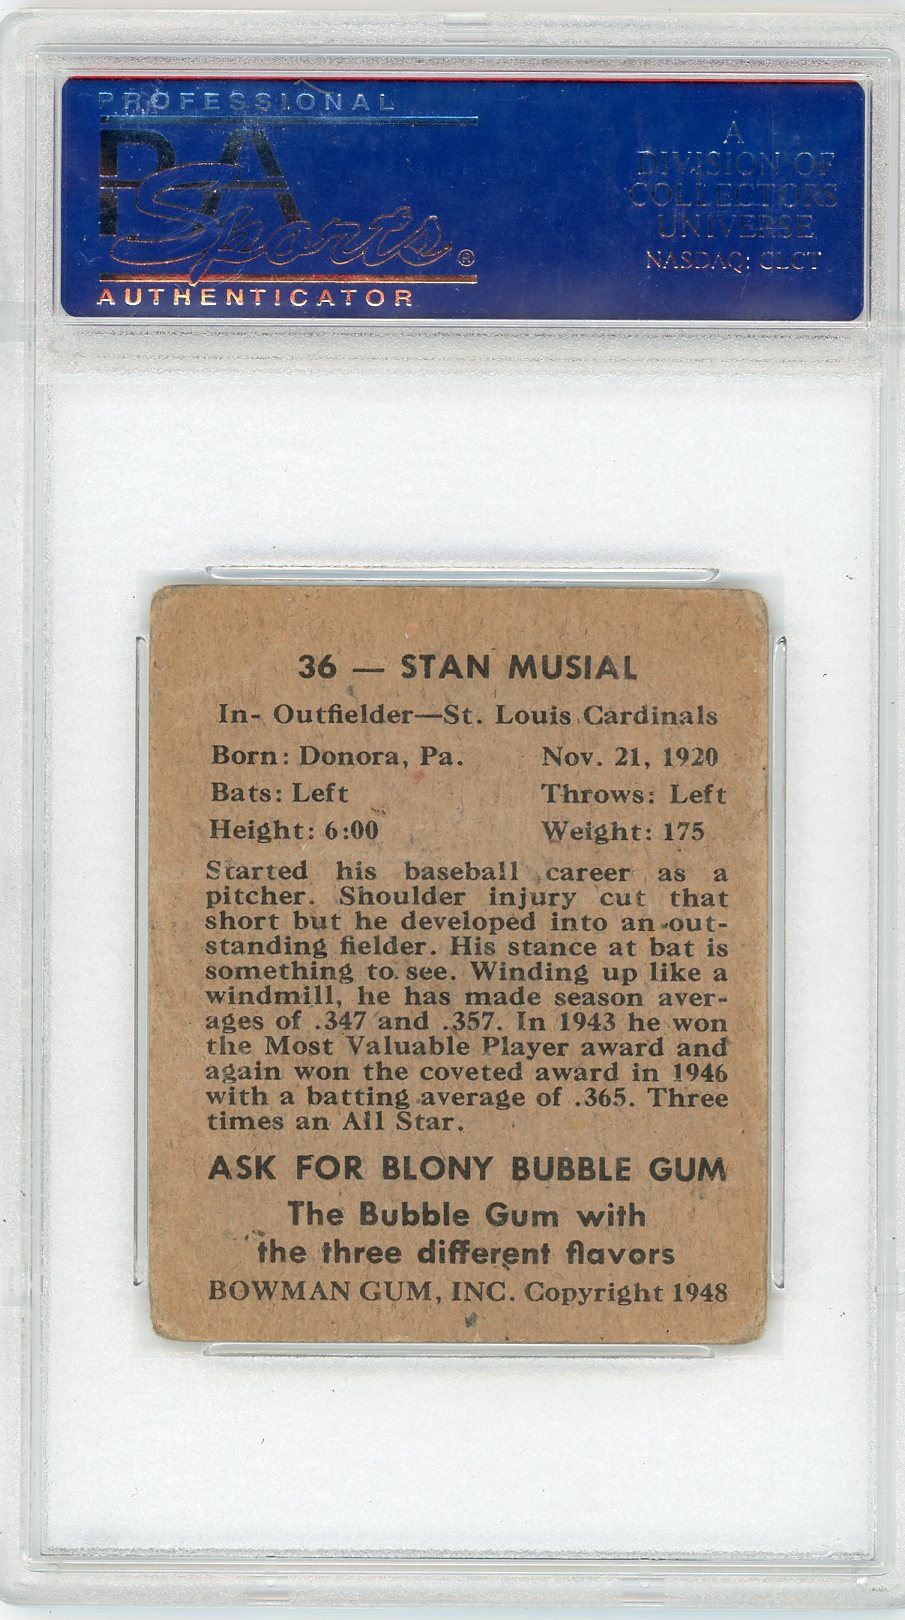 PROFESSIONAL
PSA
Sports ®
AUTHENTICATOR
A
DIVISION OF
COLLECTORS
UNIVERSE
NASDAQ: CLCT
36 — STAN MUSIAL
In- Outfielder—St. Louis Cardinals
Born: Donora, Pa. Nov. 21, 1920
Bats: Left Throws: Left
Height: 6:00 Weight: 175
Started his baseball career as a
pitcher. Shoulder injury cut that
short but he developed into an out-
standing fielder. His stance at bat is
something to see. Winding up like a
windmill, he has made season aver-
ages of .347 and .357. In 1943 he won
the Most Valuable Player award and
again won the coveted award in 1946
with a batting average of .365. Three
times an All Star.
ASK FOR BLONY BUBBLE GUM
The Bubble Gum with
the three different flavors
BOWMAN GUM, INC. Copyright 1948